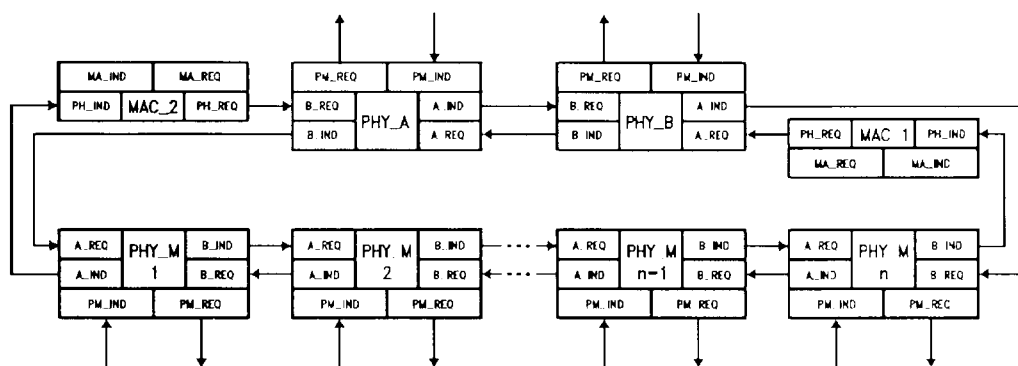 MA_IND MA_REQ
PH_IND MAC_2 PH_REQ
PM_REQ PM_IND
B_REQ PHY_A A_IND
B_IND A_REQ
PM_REQ PM_IND
B_REQ PHY_B A_IND
B_IND A_REQ
PH_REQ MAC_1 PH_IND
MA_REQ MA_IND
A_REQ PHY_M B_IND
A_IND 1 B_REQ
PM_IND PM_REQ
A_REQ PHY_M B_IND
A_IND 2 B_REQ
PM_IND PM_REQ
A_REQ PHY_M B_IND
A_IND n-1 B_REQ
PM_IND PM_REQ
A_REQ PHY_M B_IND
A_IND n B_REQ
PM_IND PM_REQ